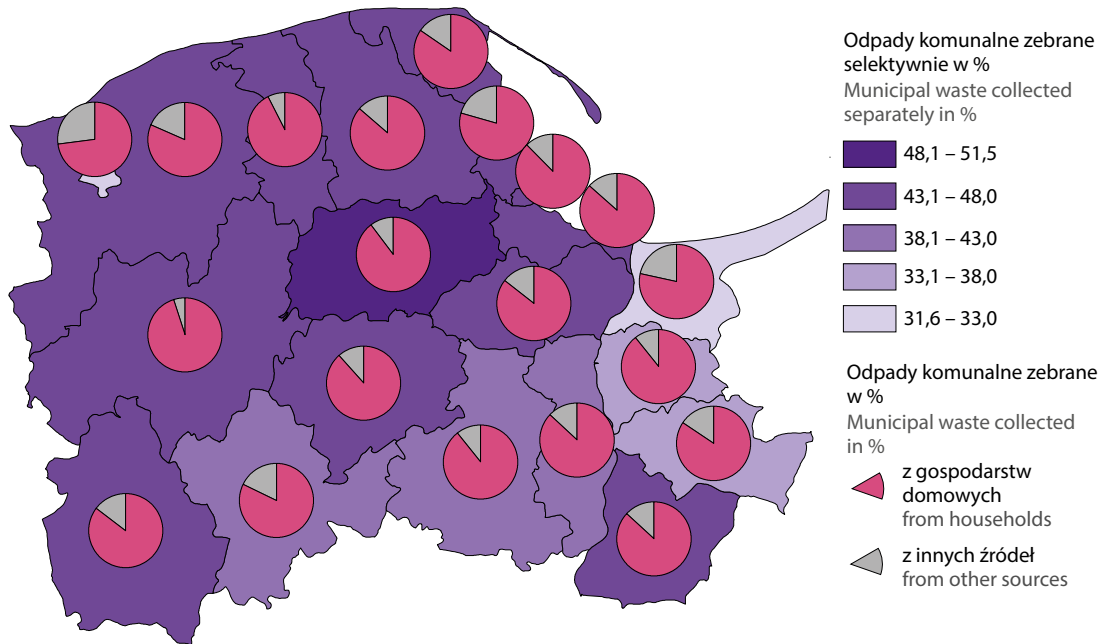 Odpady komunalne zebrane
selektywnie w %
Municipal waste collected
separately in %
48,1 – 51,5
43,1 – 48,0
38,1 – 43,0
33,1 – 38,0
31,6 – 33,0
Odpady komunalne zebrane
w %
Municipal waste collected
in %
z gospodarstw
domowych
from households
z innych źródeł
from other sources